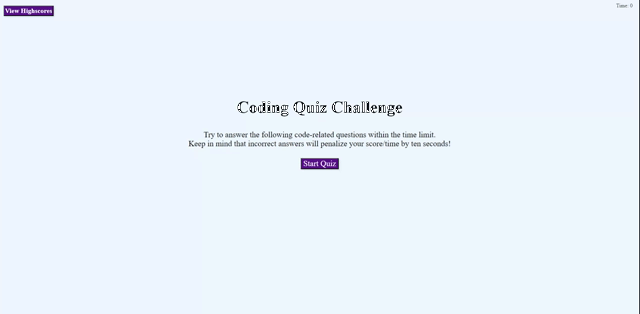 View Highscores
Time: 0
Coding Quiz Challenge
Try to answer the following code-related questions within the time limit.
Keep in mind that incorrect answers will penalize your score/time by ten seconds!
Start Quiz